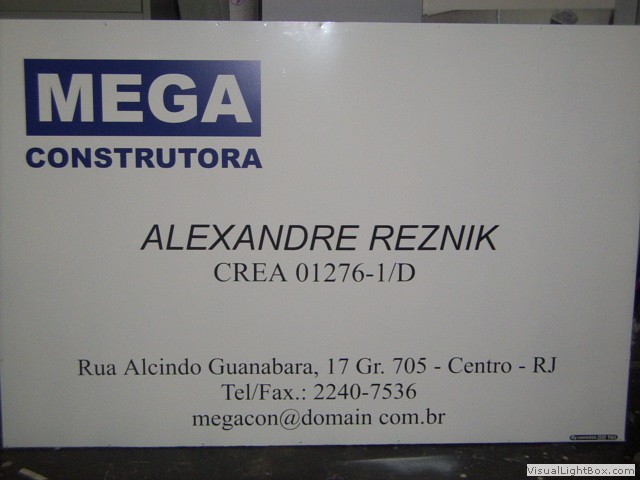 MEGA
CONSTRUTORA
ALEXANDRE REZNIK
CREA 01276-1/D
Rua Alcindo Guanabara, 17 Gr. 705 - Centro - RJ
Tel/Fax.: 2240-7536
megacon@domain com.br
VisualLightBox.com